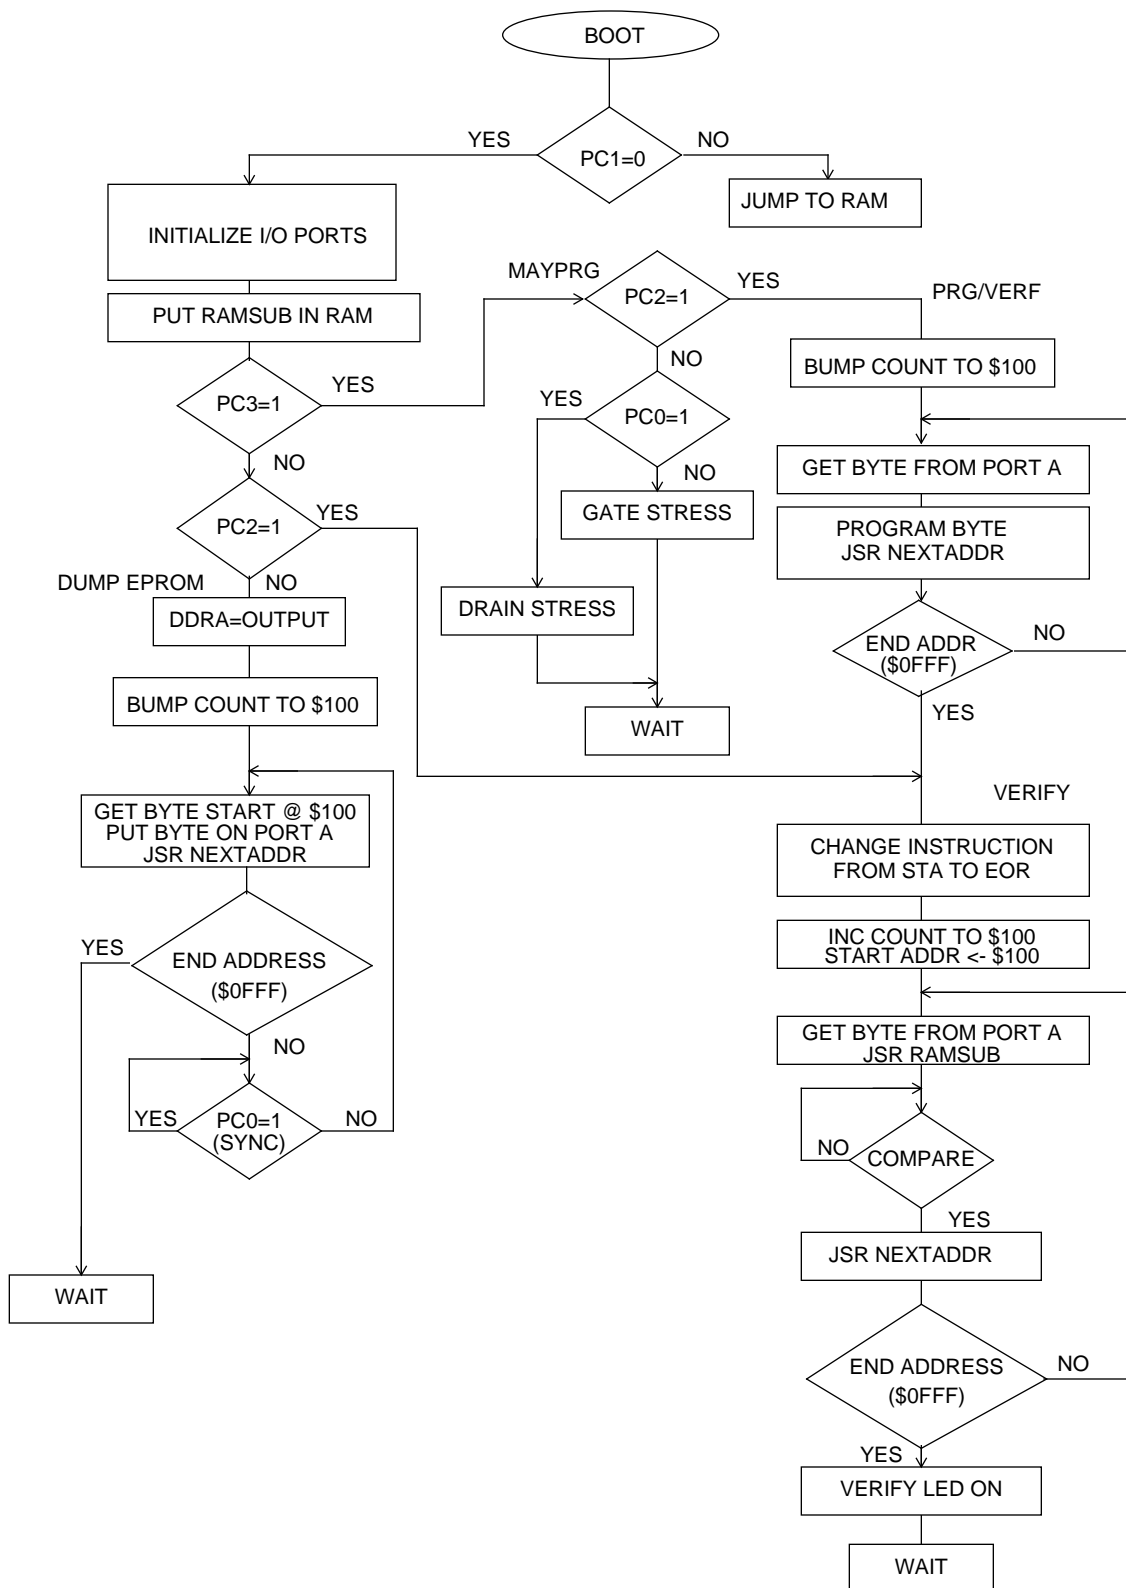 BOOT
YES
NO
PC1=0
JUMP TO RAM
INITIALIZE I/O PORTS
MAYPRG
PC2=1
YES
PRG/VERF
PUT RAMSUB IN RAM
NO
BUMP COUNT TO $100
PC3=1
YES
YES
PC0=1
NO
NO
GET BYTE FROM PORT A
PC2=1
YES
GATE STRESS
PROGRAM BYTE
JSR NEXTADDR
DUMP EPROM
NO
DDRA=OUTPUT
DRAIN STRESS
END ADDR
($0FFF)
NO
BUMP COUNT TO $100
YES
WAIT
VERIFY
GET BYTE START @ $100
PUT BYTE ON PORT A
JSR NEXTADDR
CHANGE INSTRUCTION
FROM STA TO EOR
YES
END ADDRESS
($0FFF)
INC COUNT TO $100
START ADDR <- $100
NO
GET BYTE FROM PORT A
JSR RAMSUB
YES
PC0=1
(SYNC)
NO
NO
COMPARE
YES
JSR NEXTADDR
WAIT
END ADDRESS
($0FFF)
NO
YES
VERIFY LED ON
WAIT